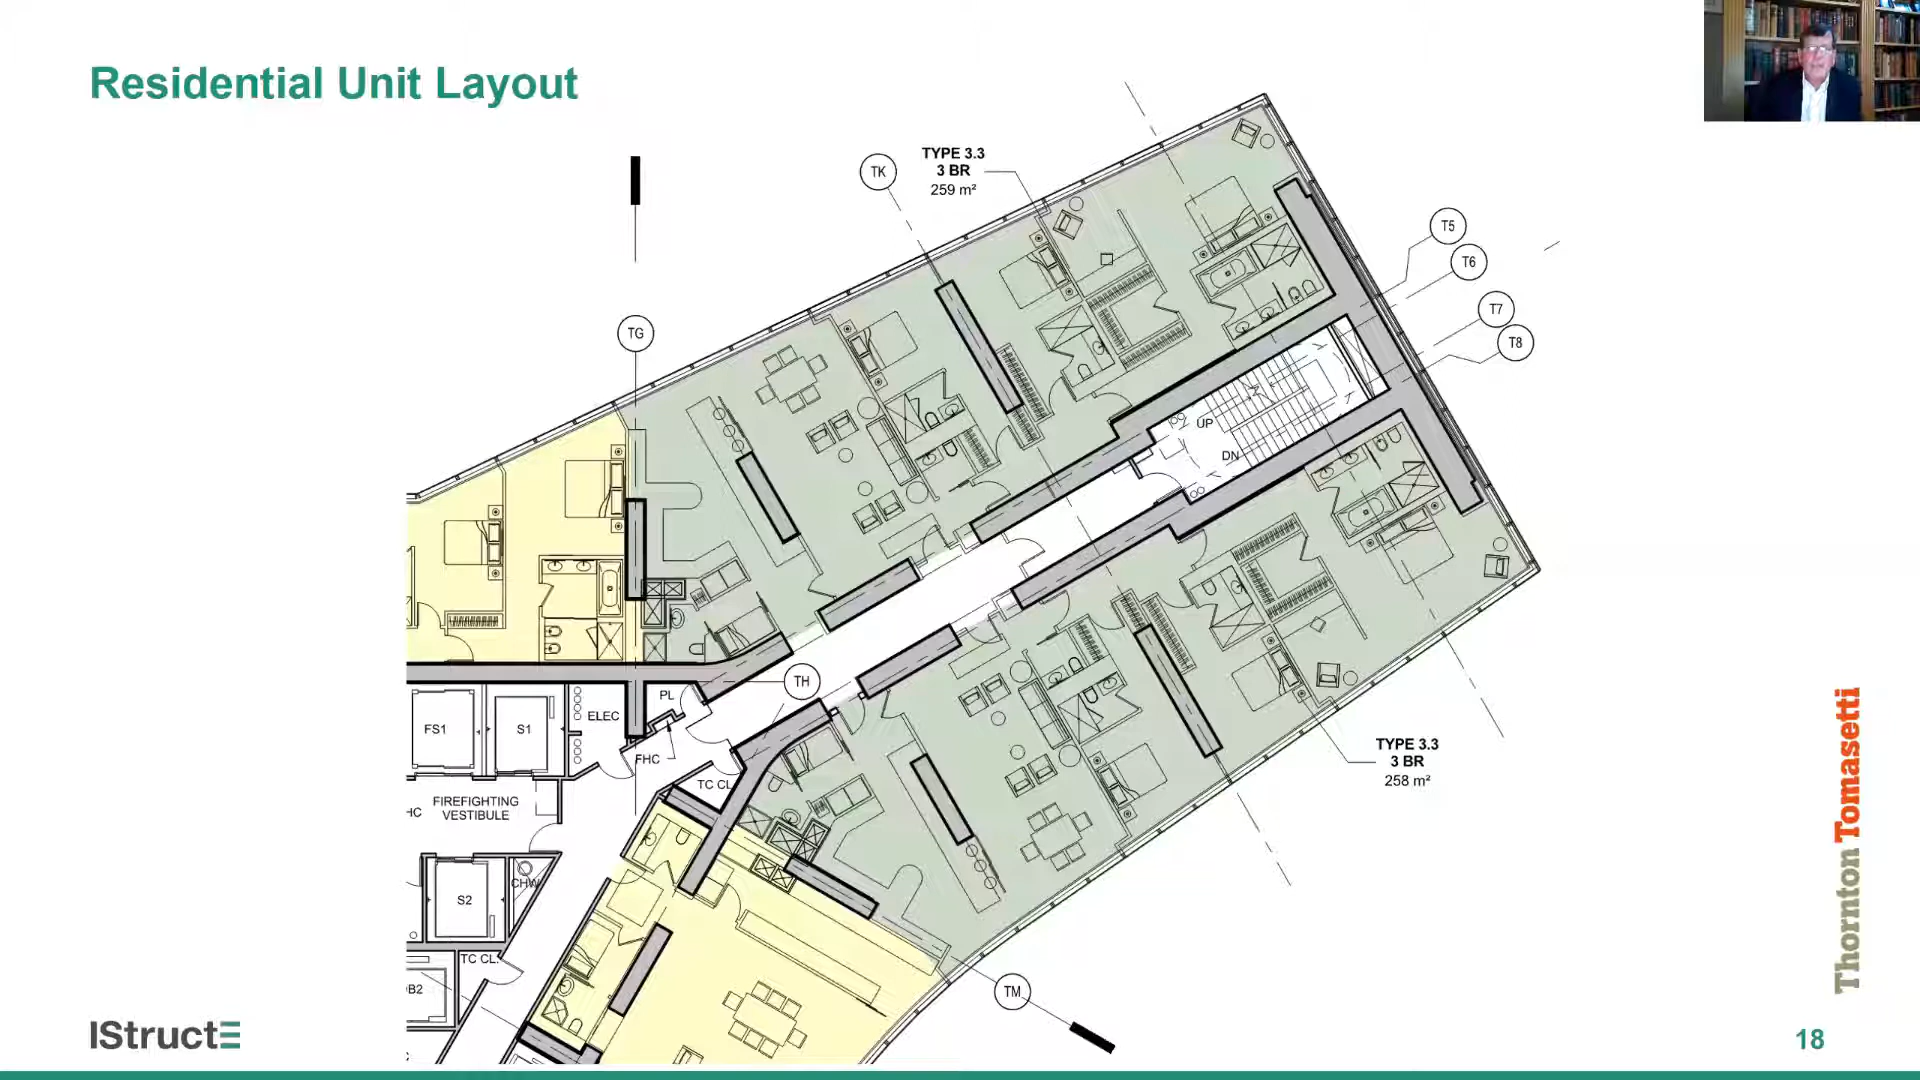 Residential Unit Layout
TK
TYPE 3.3
3 BR
259 m²
T5
T6
T7
T8
TG
UP
DN
TH
PL
ELEC
FS1
S1
FHC
TC CL
FIREFIGHTING
VESTIBULE
HC
CHW
S2
TC CL.
B2
TYPE 3.3
3 BR
258 m²
TM
Thornton Tomasetti
IStructE
18